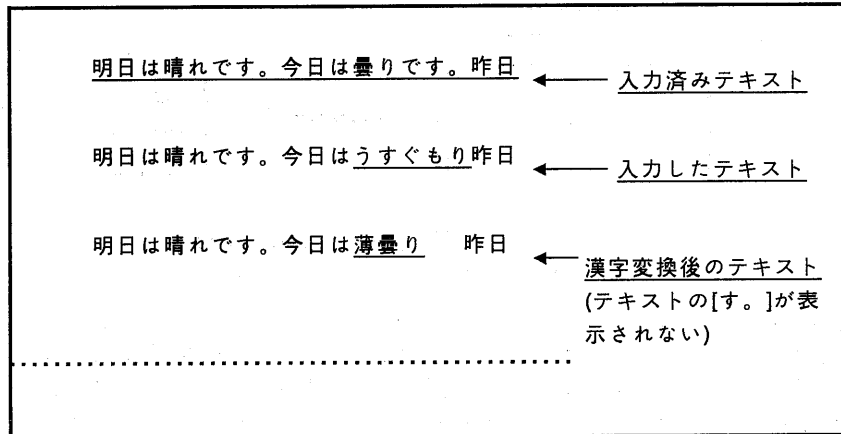 明日は晴れです。今日は曇りです。昨日
入力済みテキスト
明日は晴れです。今日はうすぐもり昨日
入力したテキスト
明日は晴れです。今日は薄曇り　昨日
漢字変換後のテキスト
(テキストの[す。]が表
示されない)